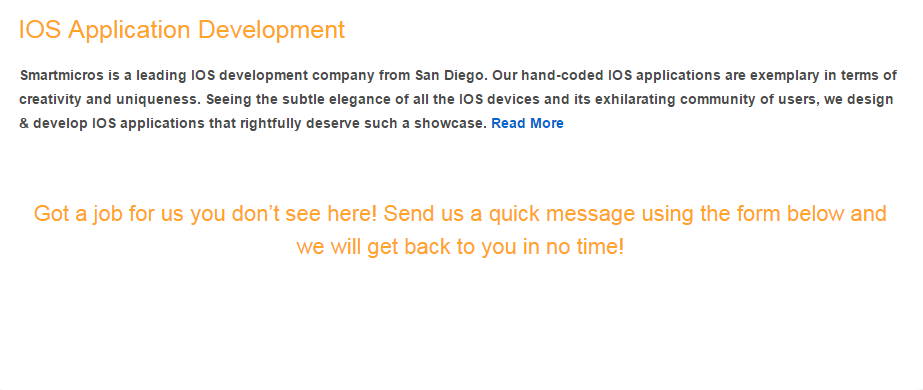 IOS Application Development
Smartmicros is a leading IOS development company from San Diego. Our hand-coded IOS applications are exemplary in terms of
creativity and uniqueness. Seeing the subtle elegance of all the IOS devices and its exhilarating community of users, we design
& develop IOS applications that rightfully deserve such a showcase. Read More
Got a job for us you don’t see here! Send us a quick message using the form below and
we will get back to you in no time!